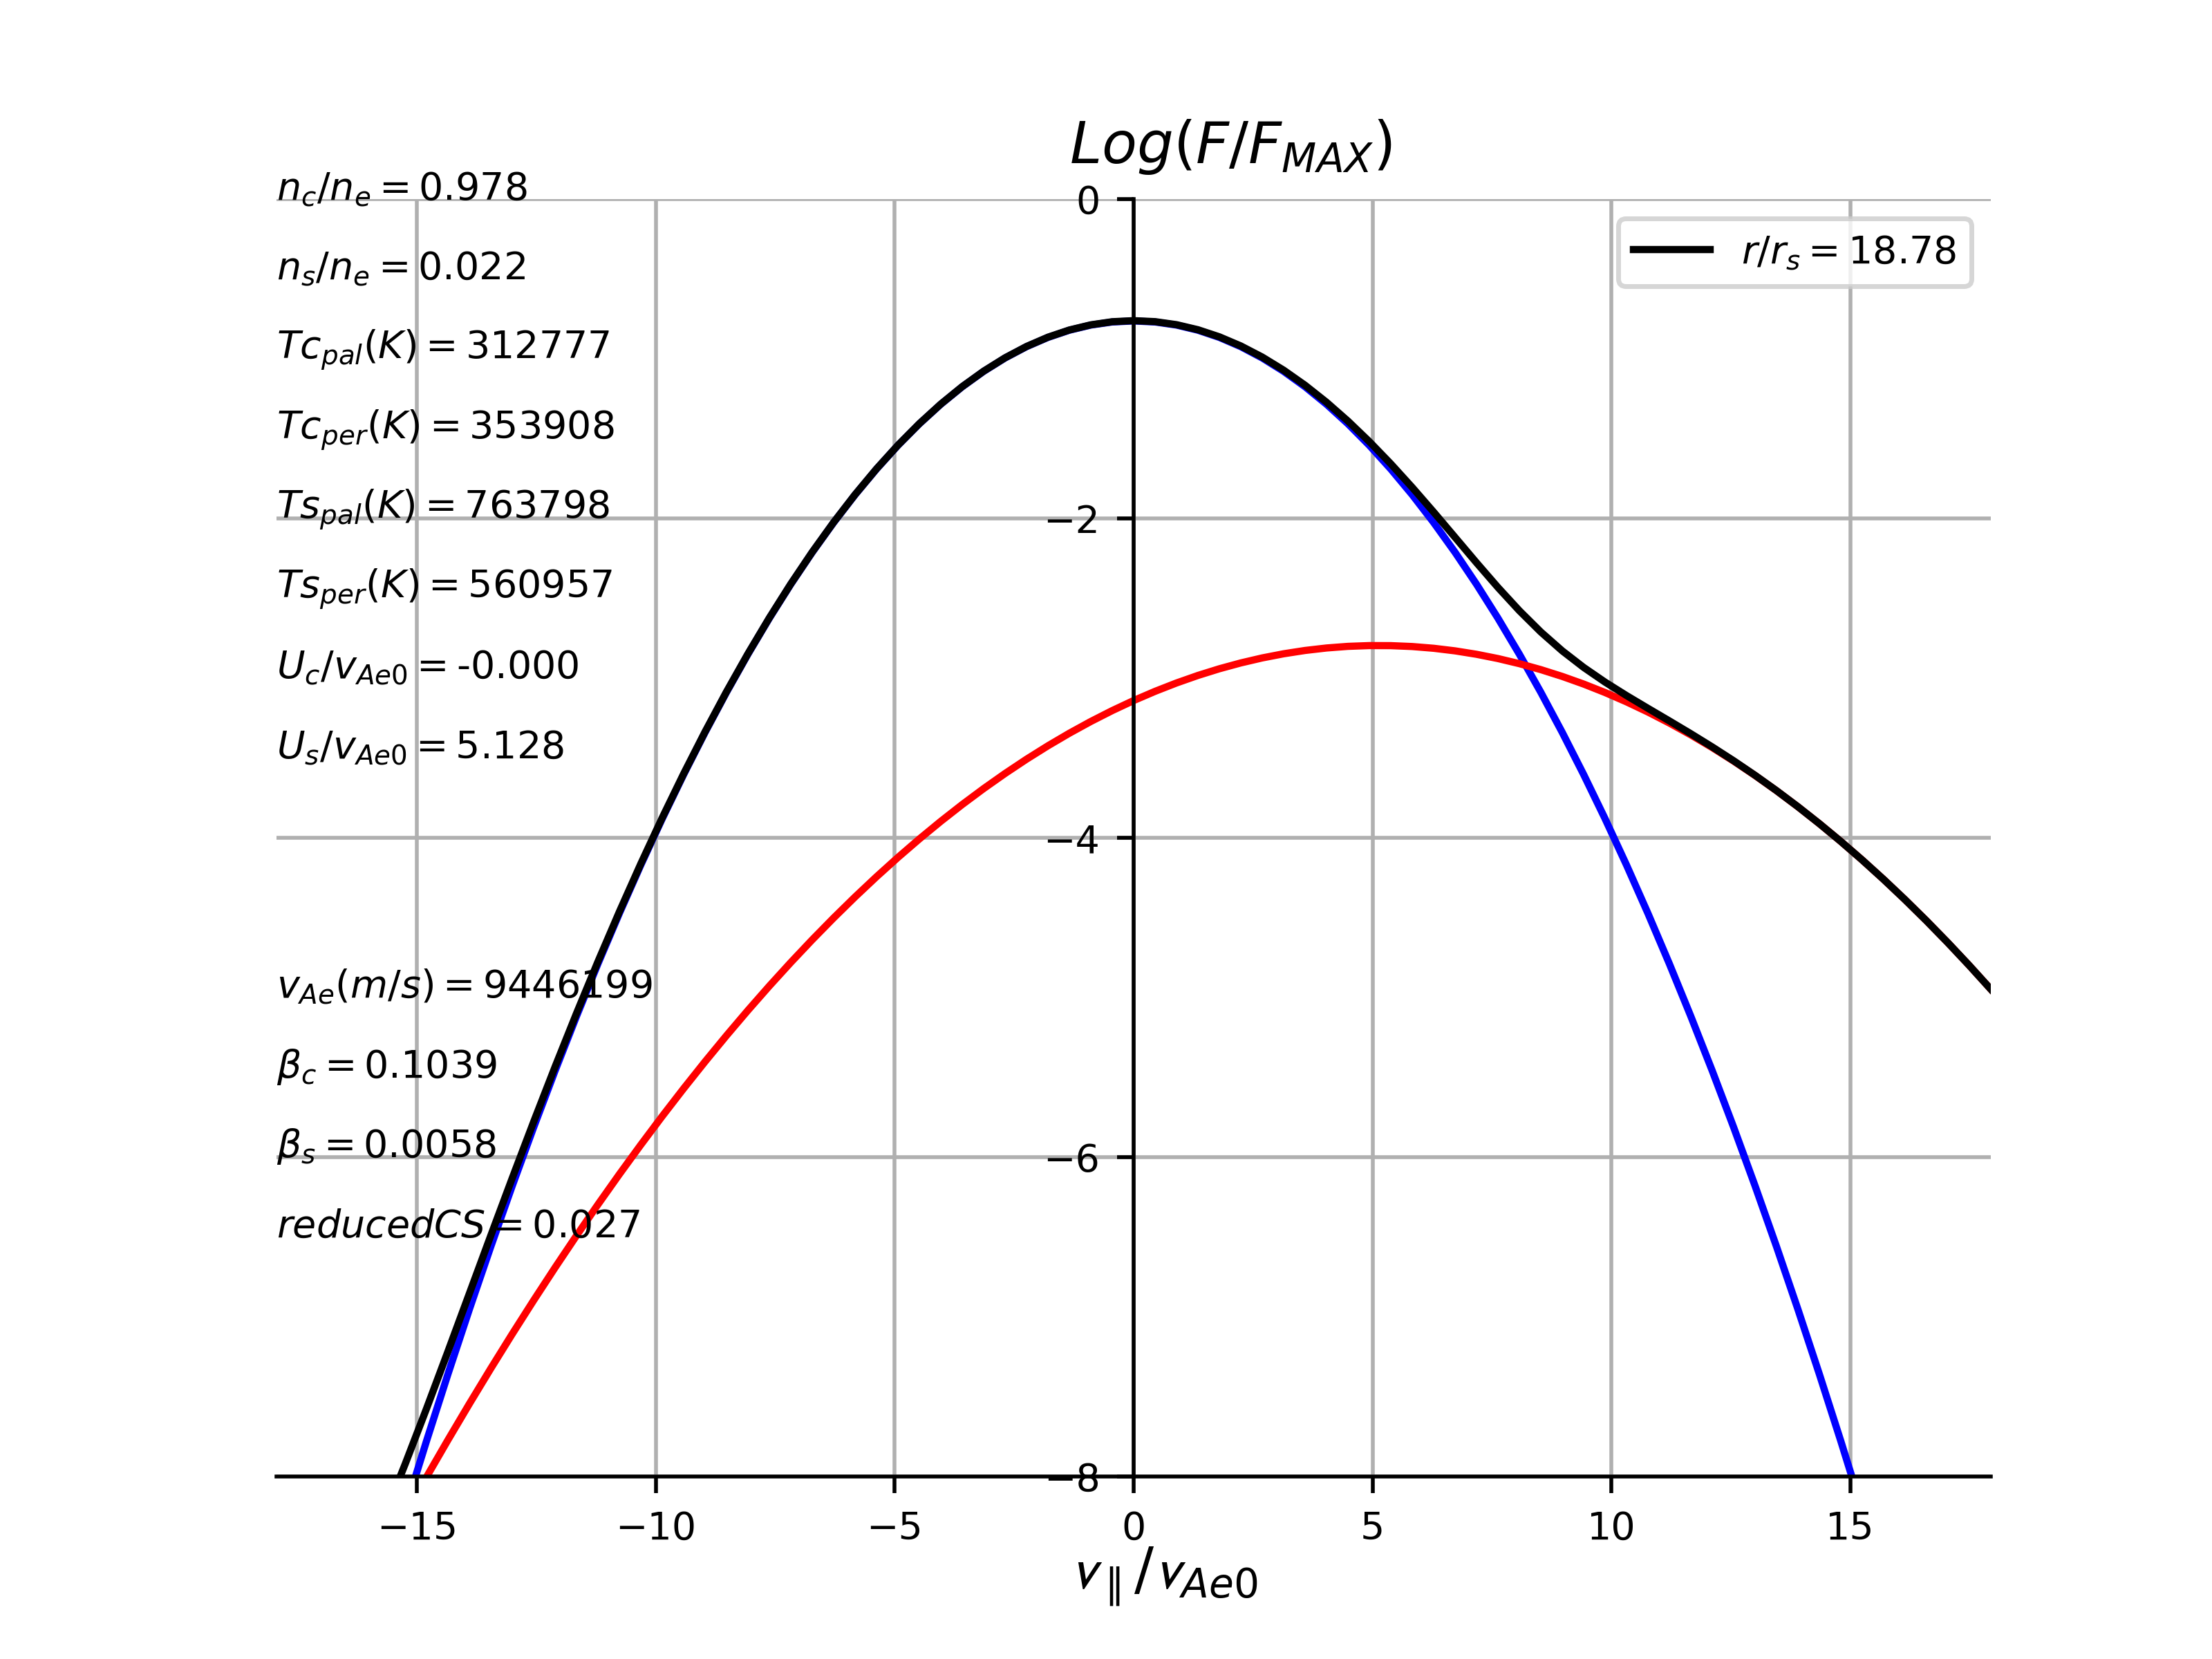 Log(F/F_MAX)
n_c/n_e = 0.978
n_s/n_e = 0.022
Tc_pal(K) = 312777
Tc_per(K) = 353908
Ts_pal(K) = 763798
Ts_per(K) = 560957
U_c/v_Ae0 = -0.000
U_s/v_Ae0 = 5.128
v_Ae(m/s) = 9446199
β_c = 0.1039
β_s = 0.0058
reducedCS = 0.027
r/r_s = 18.78
0
−2
−4
−6
−8
−15 −10 −5 0 5 10 15
v_∥/v_Ae0